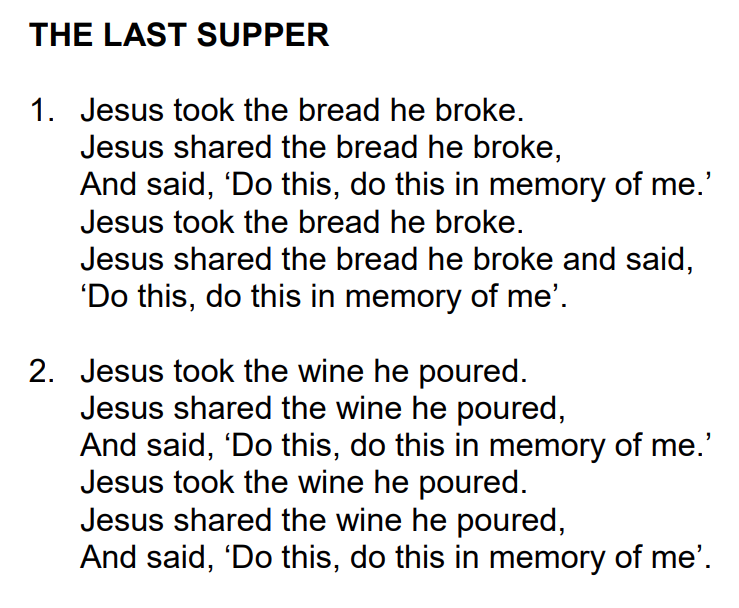 THE LAST SUPPER
1. Jesus took the bread he broke.
Jesus shared the bread he broke,
And said, ‘Do this, do this in memory of me.’
Jesus took the bread he broke.
Jesus shared the bread he broke and said,
‘Do this, do this in memory of me’.
2. Jesus took the wine he poured.
Jesus shared the wine he poured,
And said, ‘Do this, do this in memory of me.’
Jesus took the wine he poured.
Jesus shared the wine he poured,
And said, ‘Do this, do this in memory of me’.